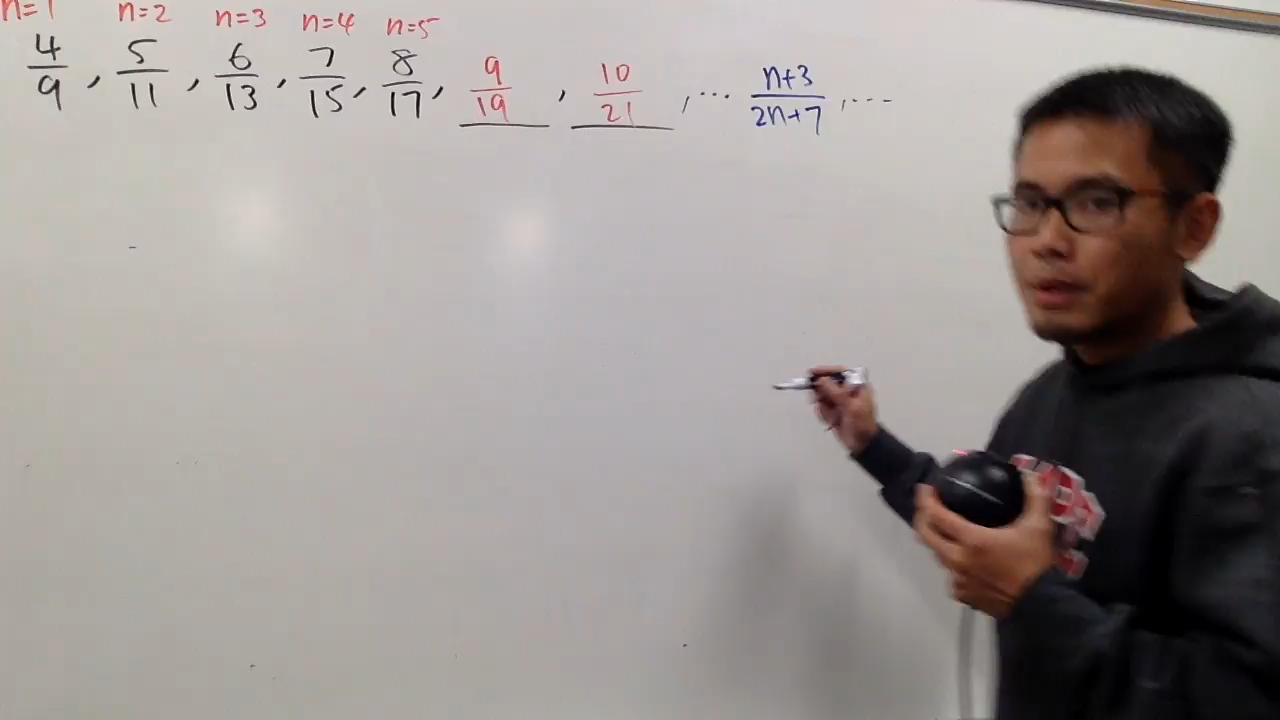 n=1 n=2 n=3 n=4 n=5
4/9 , 5/11 , 6/13 , 7/15 , 8/17 , 9/19 , 10/21 , ... n+3/2n+7 , ...